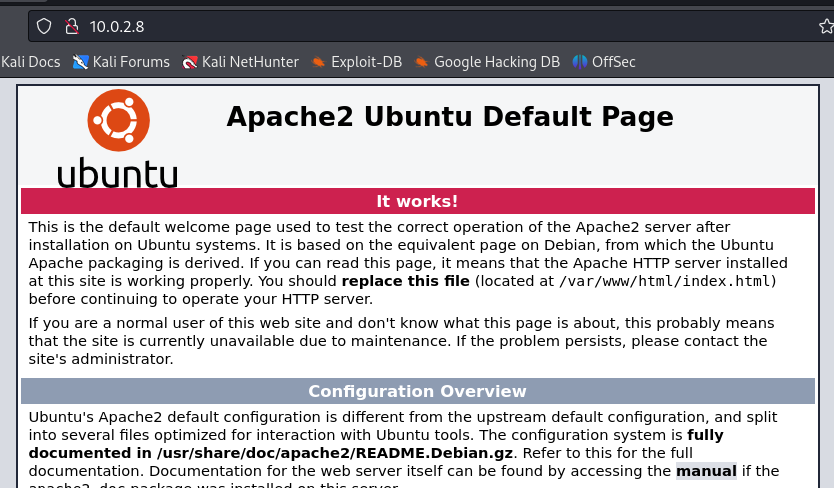 10.0.2.8
Kali Docs Kali Forums Kali NetHunter Exploit-DB Google Hacking DB OffSec
Apache2 Ubuntu Default Page
ubuntu
It works!
This is the default welcome page used to test the correct operation of the Apache2 server after
installation on Ubuntu systems. It is based on the equivalent page on Debian, from which the Ubuntu
Apache packaging is derived. If you can read this page, it means that the Apache HTTP server installed
at this site is working properly. You should replace this file (located at /var/www/html/index.html)
before continuing to operate your HTTP server.
If you are a normal user of this web site and don't know what this page is about, this probably means
that the site is currently unavailable due to maintenance. If the problem persists, please contact the
site's administrator.
Configuration Overview
Ubuntu's Apache2 default configuration is different from the upstream default configuration, and split
into several files optimized for interaction with Ubuntu tools. The configuration system is fully
documented in /usr/share/doc/apache2/README.Debian.gz. Refer to this for the full
documentation. Documentation for the web server itself can be found by accessing the manual if the
apache2-doc package was installed on this server.